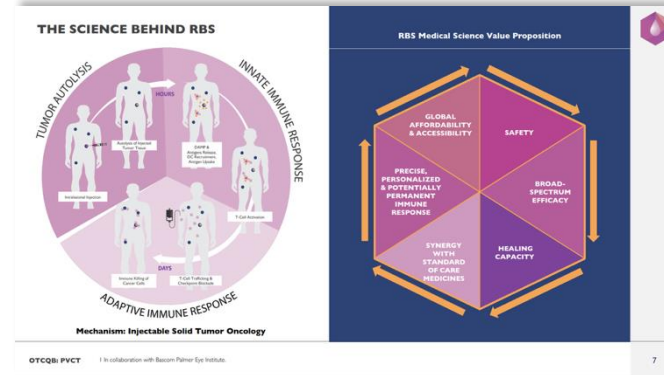 THE SCIENCE BEHIND RBS
TUMOR AUTOLYSIS
INNATE IMMUNE RESPONSE
ADAPTIVE IMMUNE RESPONSE
HOURS
DAYS
Intralesional Injection
Autolysis of Injected
Tumor Tissue
DAMP &
Antigens Release,
DC Recruitment,
Antigen Uptake
T-Cell Activation
T-Cell Trafficking &
Checkpoint Blockade
Immune Killing of
Cancer Cells
Mechanism: Injectable Solid Tumor Oncology
RBS Medical Science Value Proposition
GLOBAL
AFFORDABILITY
& ACCESSIBILITY
SAFETY
PRECISE,
PERSONALIZED
& POTENTIALLY
PERMANENT
IMMUNE
RESPONSE
BROAD-
SPECTRUM
EFFICACY
SYNERGY
WITH
STANDARD
OF CARE
MEDICINES
HEALING
CAPACITY
OTCQB: PVCT
1 In collaboration with Bascom Palmer Eye Institute.
7